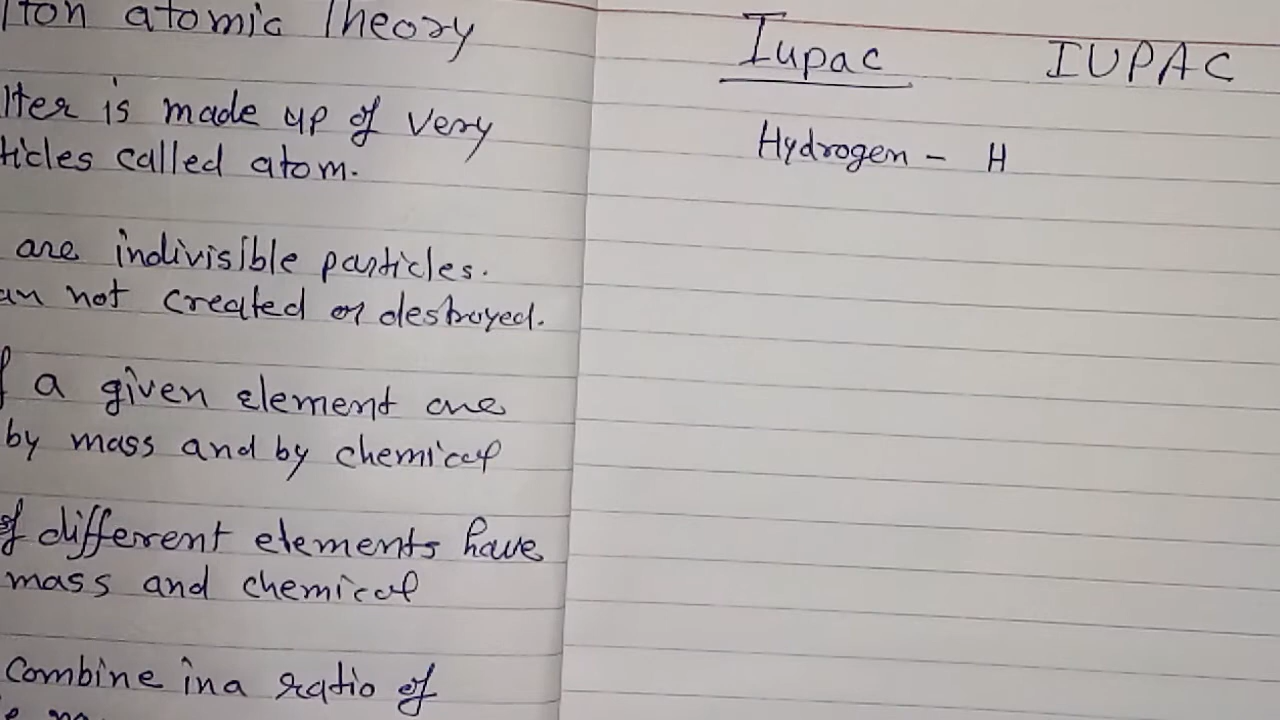 lton atomic Theory
lter is made up of very
ticles called atom.
are indivisible particles.
an not created or destroyed.
f a given element are
by mass and by chemical
of different elements have
mass and chemical
combine in a ratio of
Iupac IUPAC
Hydrogen - H